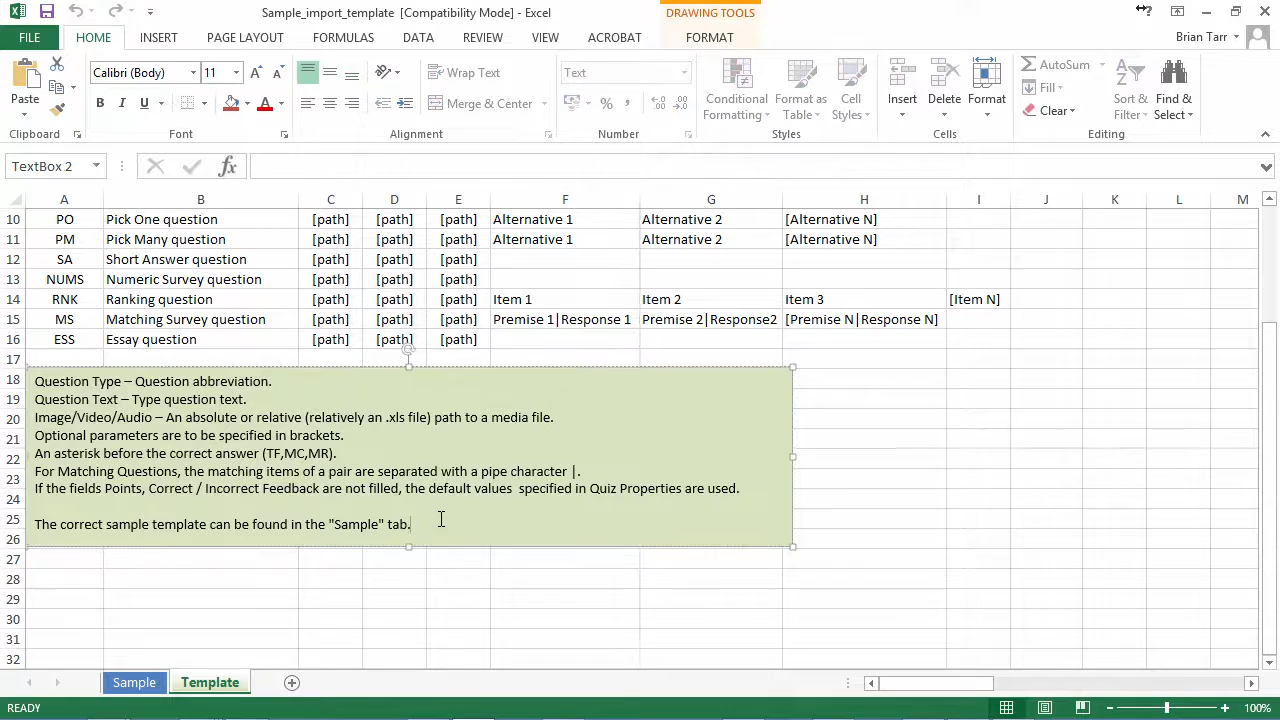 Sample_import_template [Compatibility Mode] - Excel
DRAWING TOOLS
FILE HOME INSERT PAGE LAYOUT FORMULAS DATA REVIEW VIEW ACROBAT FORMAT
Brian Tarr
Paste
Calibri (Body) 11
B I U A
Wrap Text
Merge & Center
Text
% ,
Conditional Formatting
Format as Table
Cell Styles
Insert
Delete
Format
AutoSum
Fill
Clear
Sort & Filter
Find & Select
Clipboard Font Alignment Number Styles Cells Editing
TextBox 2 fx
A B C D E F G H I J K L M
10 PO Pick One question [path] [path] [path] Alternative 1 Alternative 2 [Alternative N]
11 PM Pick Many question [path] [path] [path] Alternative 1 Alternative 2 [Alternative N]
12 SA Short Answer question [path] [path] [path]
13 NUMS Numeric Survey question [path] [path] [path]
14 RNK Ranking question [path] [path] [path] Item 1 Item 2 Item 3 [Item N]
15 MS Matching Survey question [path] [path] [path] Premise 1|Response 1 Premise 2|Response2 [Premise N|Response N]
16 ESS Essay question [path] [path] [path]
17
18 Question Type – Question abbreviation.
19 Question Text – Type question text.
20 Image/Video/Audio – An absolute or relative (relatively an .xls file) path to a media file.
21 Optional parameters are to be specified in brackets.
22 An asterisk before the correct answer (TF,MC,MR).
23 For Matching Questions, the matching items of a pair are separated with a pipe character |.
24 If the fields Points, Correct / Incorrect Feedback are not filled, the default values specified in Quiz Properties are used.
25 The correct sample template can be found in the "Sample" tab.
26
27
28
29
30
31
32
Sample Template
READY 100%